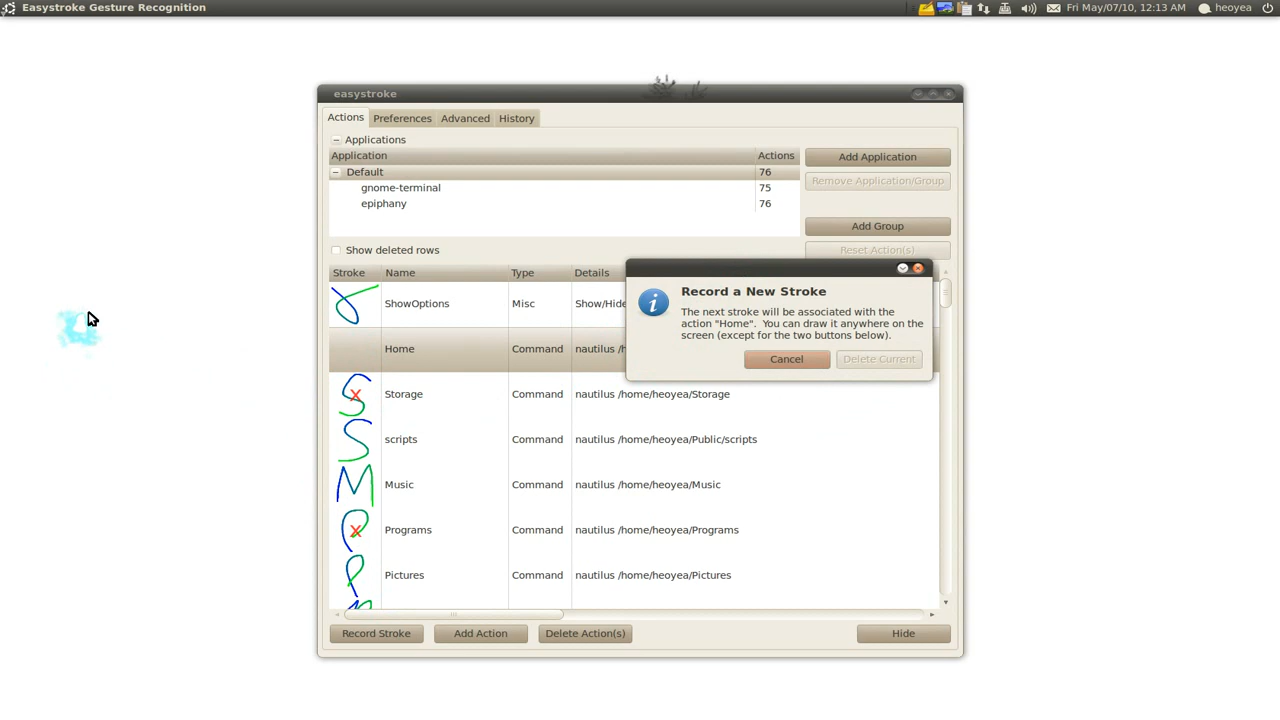 Easystroke Gesture Recognition
Fri May/07/10, 12:13 AM
heoyea
easystroke
Actions
Preferences
Advanced
History
Applications
Application Actions
Default 76
gnome-terminal 75
epiphany 76
Add Application
Remove Application/Group
Add Group
Reset Action(s)
Show deleted rows
Stroke Name Type Details
ShowOptions Misc Show/Hide
Home Command nautilus /h
Storage Command nautilus /home/heoyea/Storage
scripts Command nautilus /home/heoyea/Public/scripts
Music Command nautilus /home/heoyea/Music
Programs Command nautilus /home/heoyea/Programs
Pictures Command nautilus /home/heoyea/Pictures
Record a New Stroke
The next stroke will be associated with the
action "Home".  You can draw it anywhere on the
screen (except for the two buttons below).
Cancel
Delete Current
Record Stroke
Add Action
Delete Action(s)
Hide